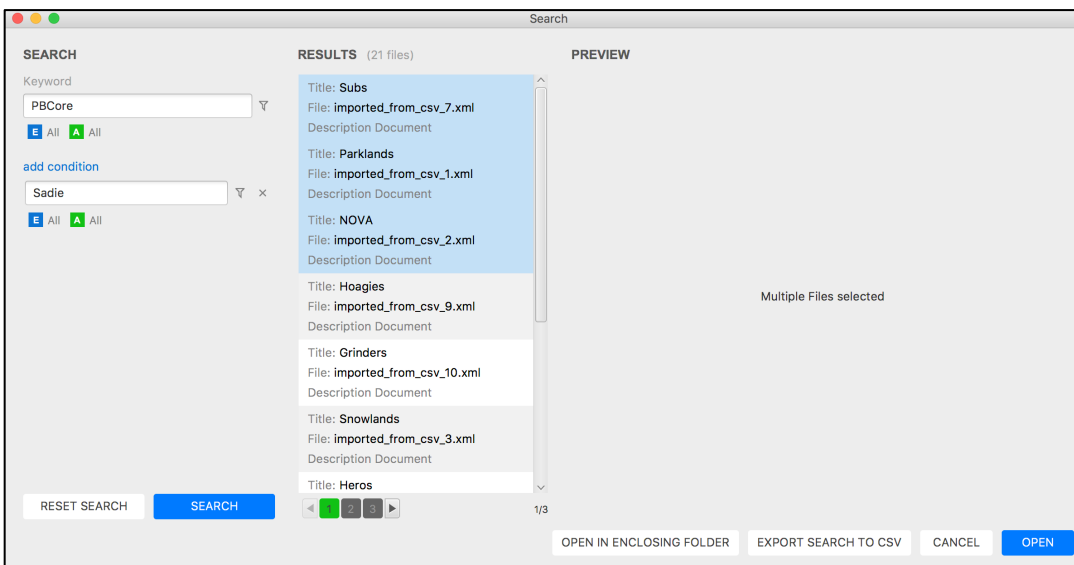 Search
SEARCH
Keyword
PBCore
E All A All
add condition
Sadie
E All A All
RESET SEARCH
SEARCH
RESULTS (21 files)
Title: Subs
File: imported_from_csv_7.xml
Description Document
Title: Parklands
File: imported_from_csv_1.xml
Description Document
Title: NOVA
File: imported_from_csv_2.xml
Description Document
Title: Hoagies
File: imported_from_csv_9.xml
Description Document
Title: Grinders
File: imported_from_csv_10.xml
Description Document
Title: Snowlands
File: imported_from_csv_3.xml
Description Document
Title: Heros
1 2 3 1/3
PREVIEW
Multiple Files selected
OPEN IN ENCLOSING FOLDER
EXPORT SEARCH TO CSV
CANCEL
OPEN